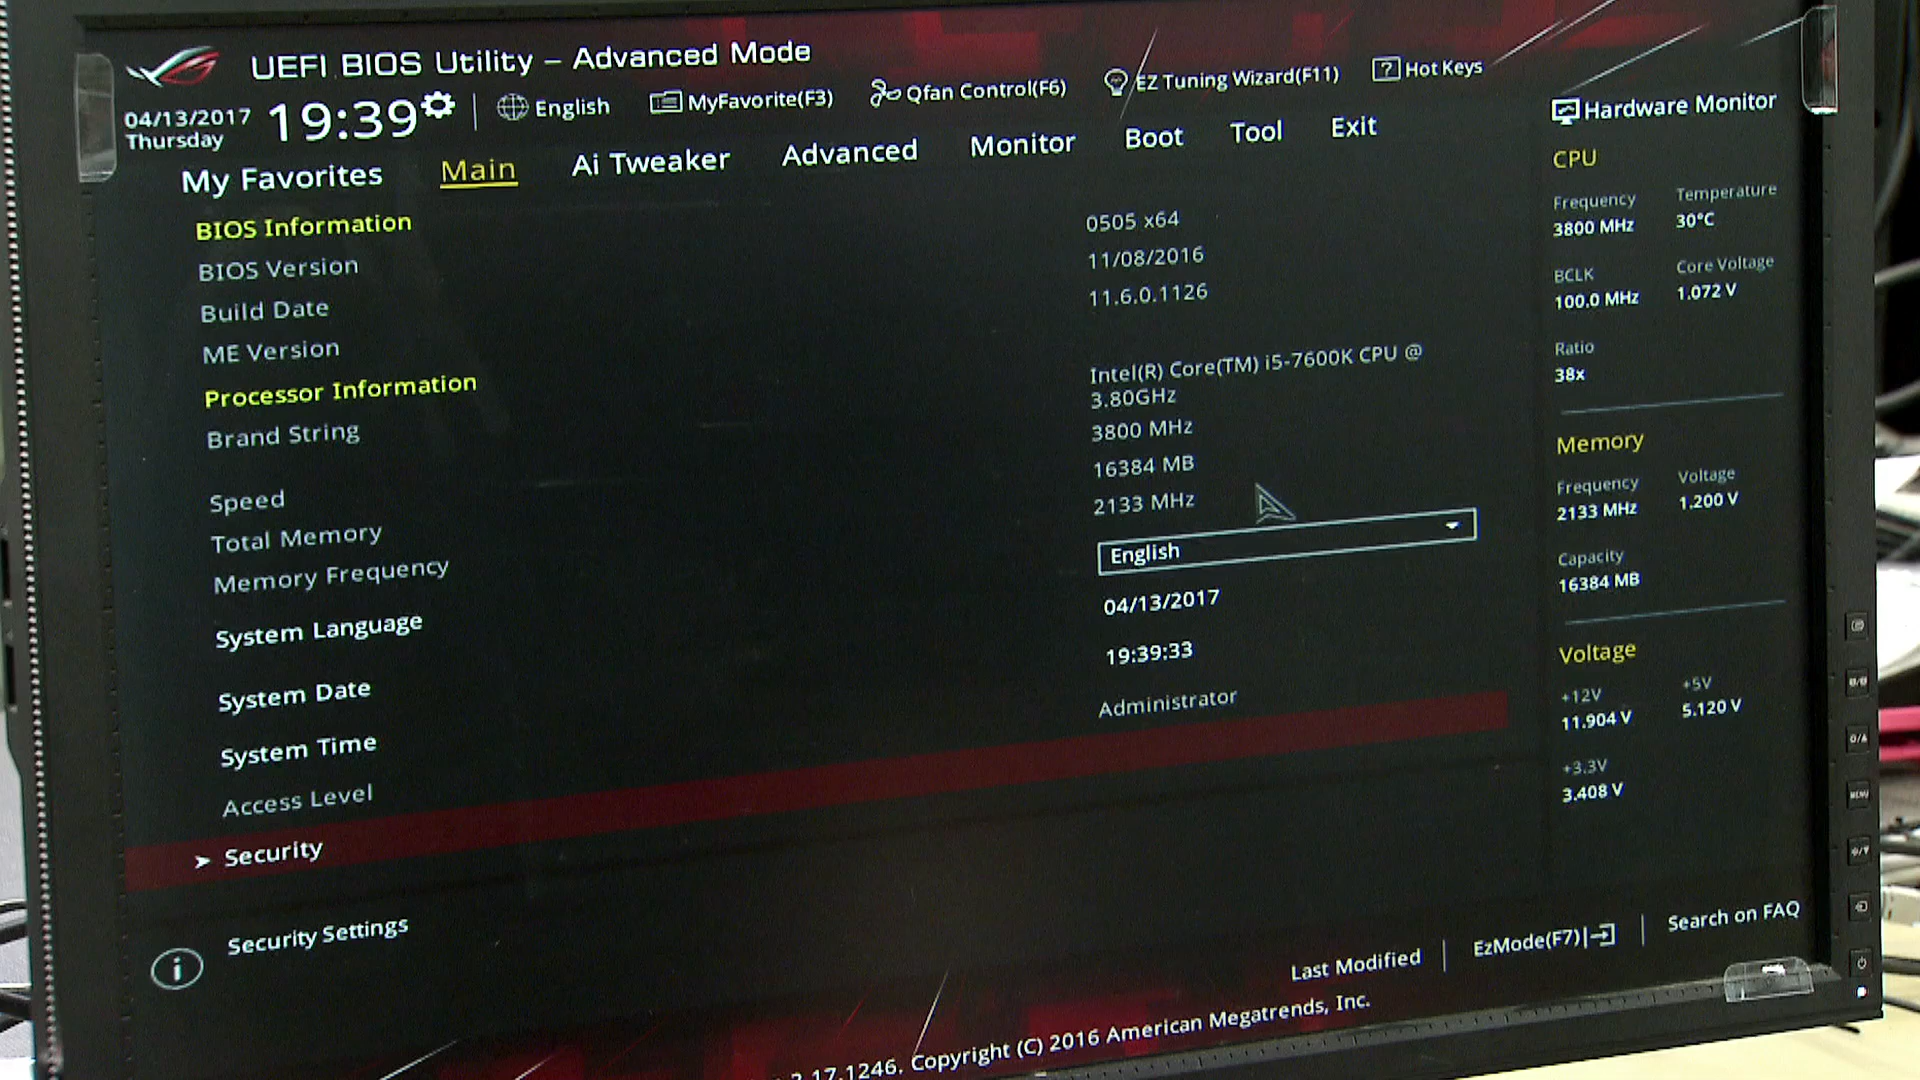 UEFI BIOS Utility – Advanced Mode
04/13/2017
Thursday
19:39
English
MyFavorite(F3)
Qfan Control(F6)
EZ Tuning Wizard(F11)
? Hot Keys
My Favorites
Main
Ai Tweaker
Advanced
Monitor
Boot
Tool
Exit
BIOS Information
BIOS Version
0505 x64
Build Date
11/08/2016
ME Version
11.6.0.1126
Processor Information
Brand String
Intel(R) Core(TM) i5-7600K CPU @
3.80GHz
Speed
3800 MHz
Total Memory
16384 MB
Memory Frequency
2133 MHz
System Language
English
System Date
04/13/2017
System Time
19:39:33
Access Level
Administrator
Security
Security Settings
Hardware Monitor
CPU
Frequency
Temperature
3800 MHz
30°C
BCLK
Core Voltage
100.0 MHz
1.072 V
Ratio
38x
Memory
Frequency
Voltage
2133 MHz
1.200 V
Capacity
16384 MB
Voltage
+12V
+5V
11.904 V
5.120 V
+3.3V
3.408 V
Last Modified
EzMode(F7)
Search on FAQ
2.17.1246. Copyright (C) 2016 American Megatrends, Inc.
MENU